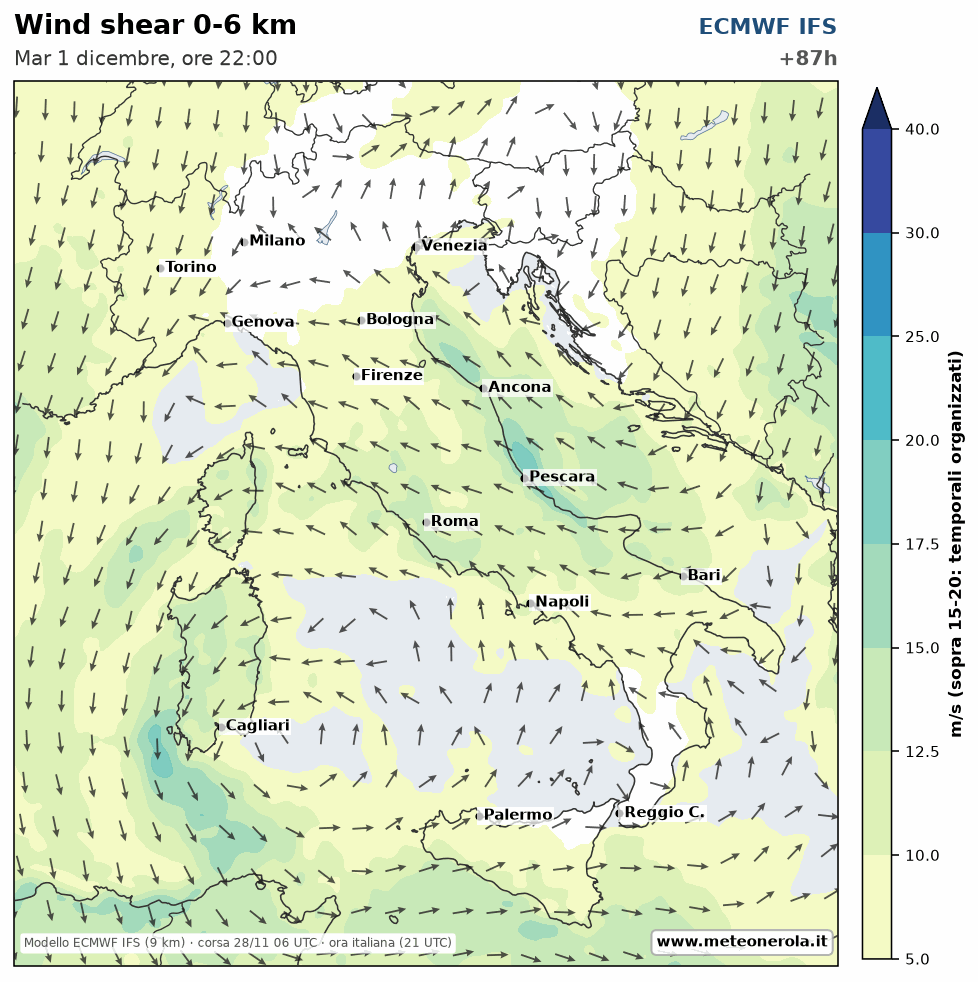 Wind shear 0-6 km
ECMWF IFS
Mar 1 dicembre, ore 22:00
+87h
40.0
30.0
25.0
20.0
17.5
15.0
12.5
10.0
5.0
m/s (sopra 15-20: temporali organizzati)
Milano
Venezia
Torino
Genova
Bologna
Firenze
Ancona
Pescara
Roma
Bari
Napoli
Cagliari
Palermo
Reggio C.
Modello ECMWF IFS (9 km) · corsa 28/11 06 UTC · ora italiana (21 UTC)
www.meteonerola.it